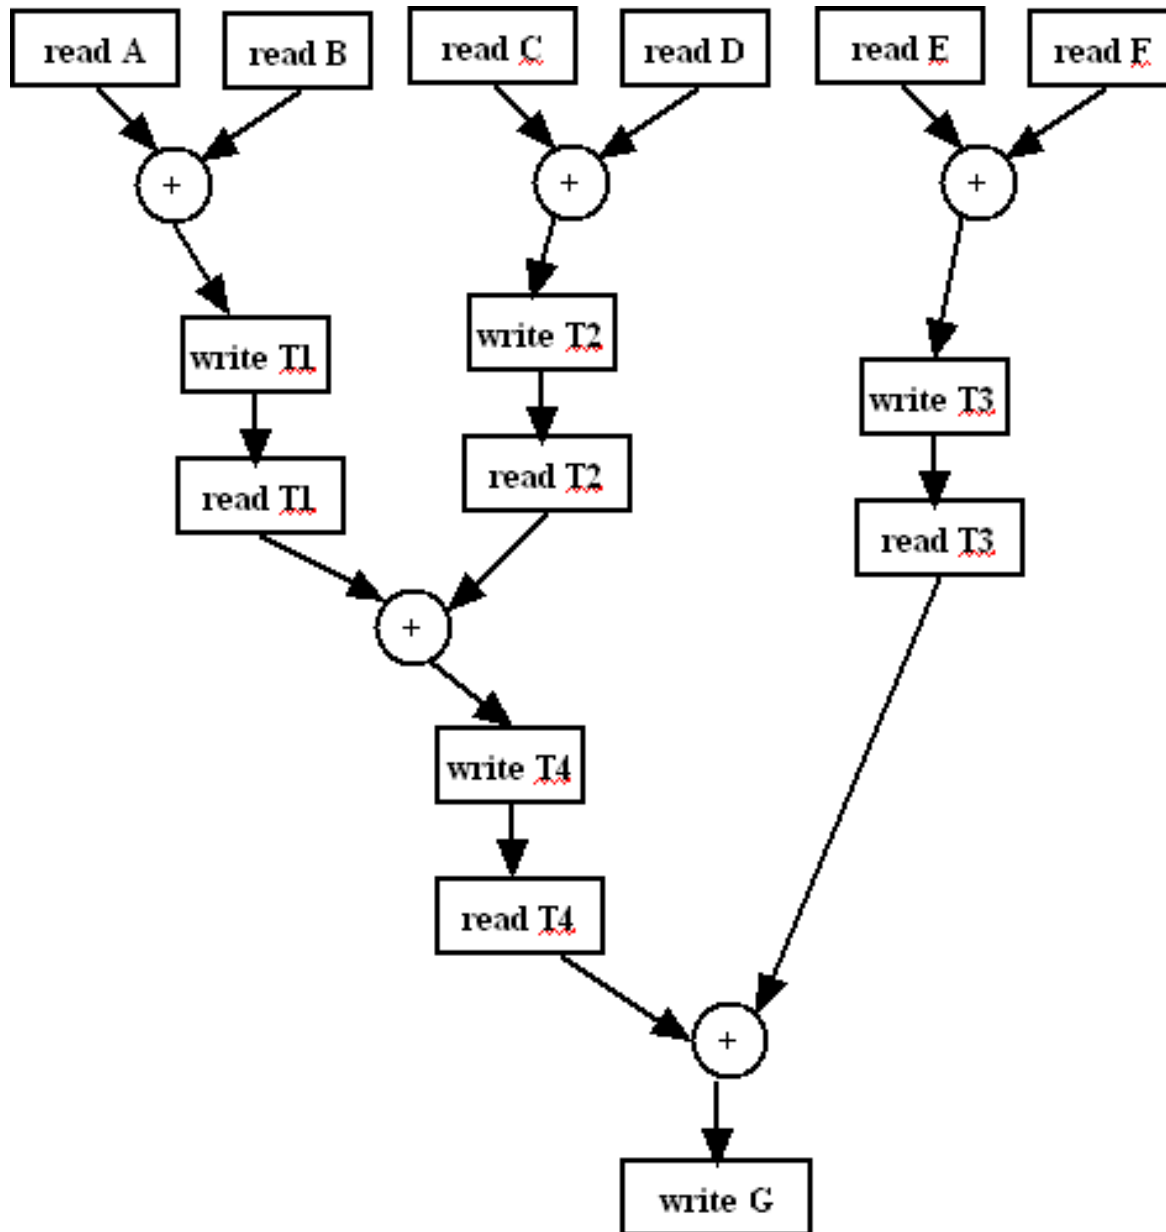 read A
read B
read C
read D
read E
read F
+
+
+
write T1
write T2
write T3
read T1
read T2
read T3
+
write T4
read T4
+
write G